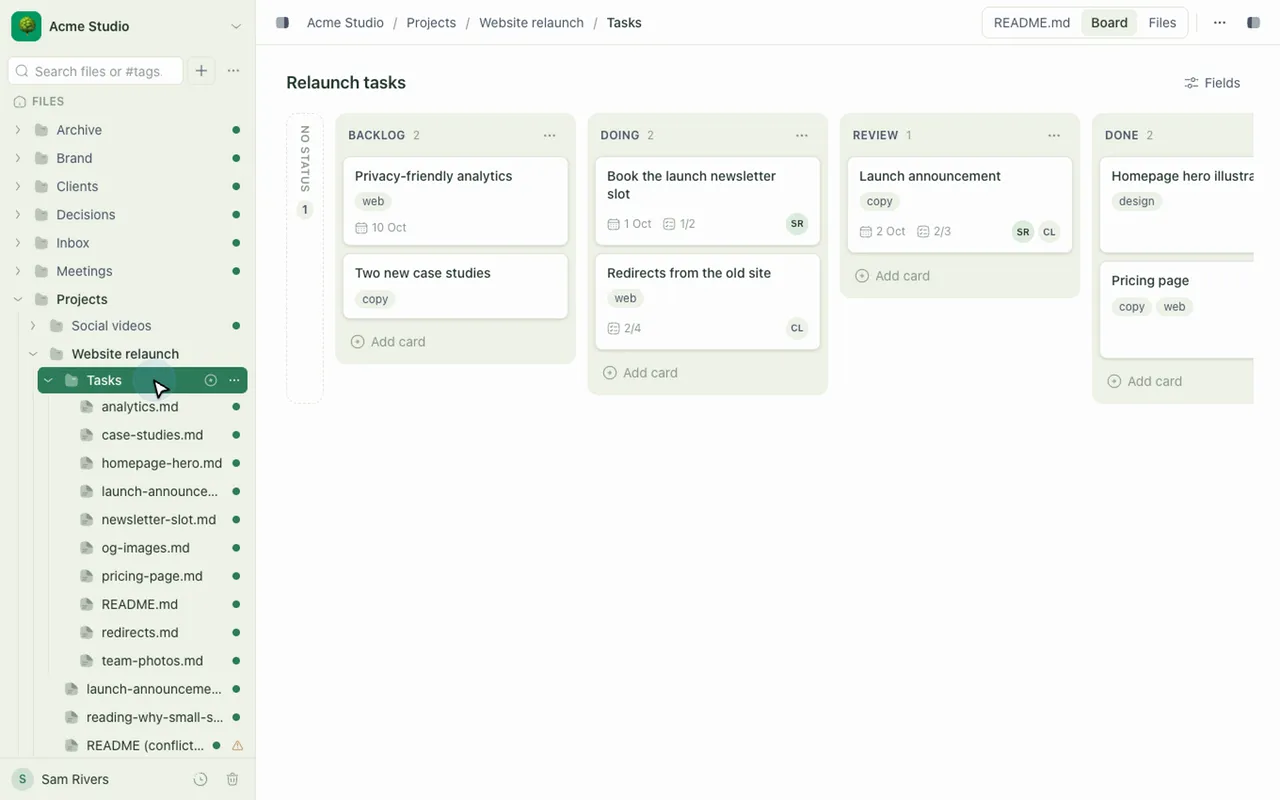 Acme Studio
Search files or #tags.
FILES
Archive
Brand
Clients
Decisions
Inbox
Meetings
Projects
Social videos
Website relaunch
Tasks
analytics.md
case-studies.md
homepage-hero.md
launch-announce...
newsletter-slot.md
og-images.md
pricing-page.md
README.md
redirects.md
team-photos.md
launch-announceme...
reading-why-small-s...
README (conflict...
S Sam Rivers
Acme Studio / Projects / Website relaunch / Tasks
README.md Board Files
Relaunch tasks
Fields
NO STATUS 1
BACKLOG 2
Privacy-friendly analytics
web
10 Oct
Two new case studies
copy
Add card
DOING 2
Book the launch newsletter
slot
1 Oct 1/2 SR
Redirects from the old site
web
2/4 CL
Add card
REVIEW 1
Launch announcement
copy
2 Oct 2/3 SR CL
Add card
DONE 2
Homepage hero illustra
design
Pricing page
copy web
Add card